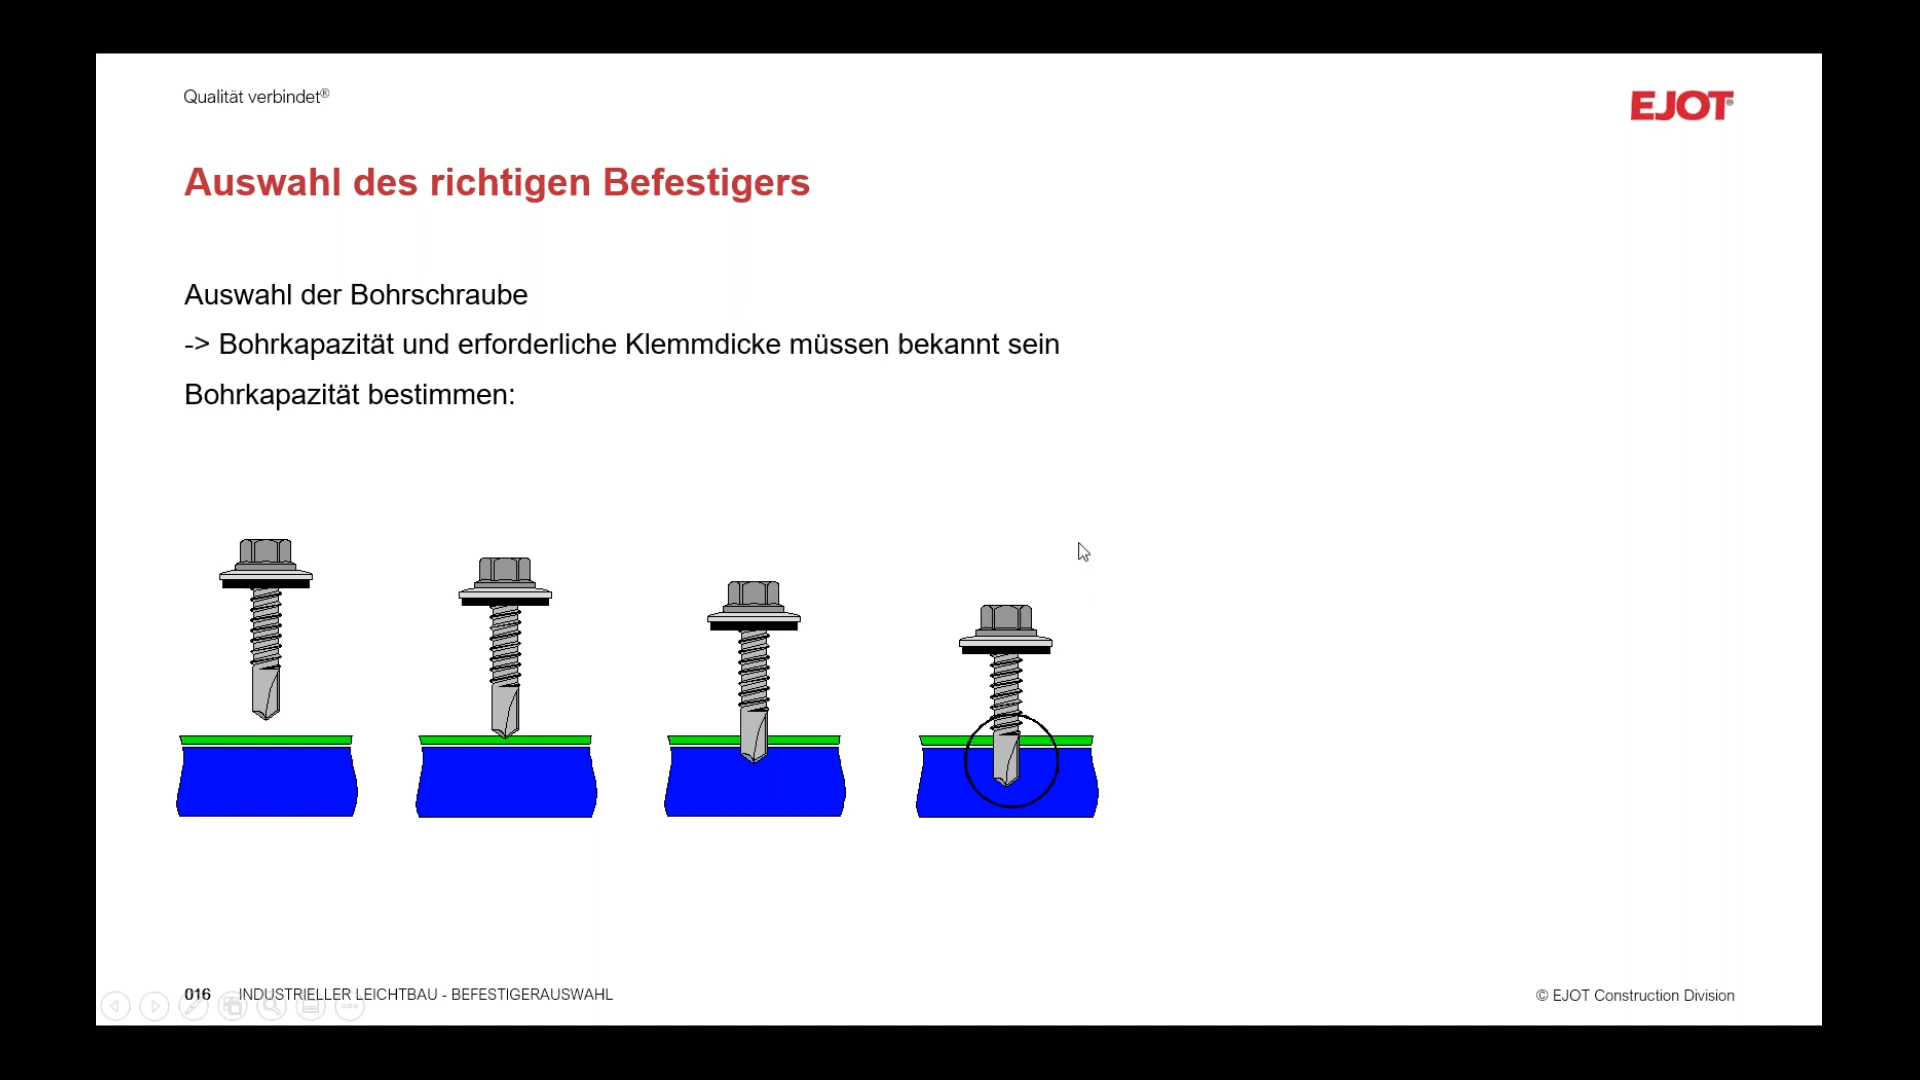 Qualität verbindet®
EJOT®
Auswahl des richtigen Befestigers
Auswahl der Bohrschraube
-> Bohrkapazität und erforderliche Klemmdicke müssen bekannt sein
Bohrkapazität bestimmen:
016 INDUSTRIELLER LEICHTBAU - BEFESTIGERAUSWAHL
© EJOT Construction Division